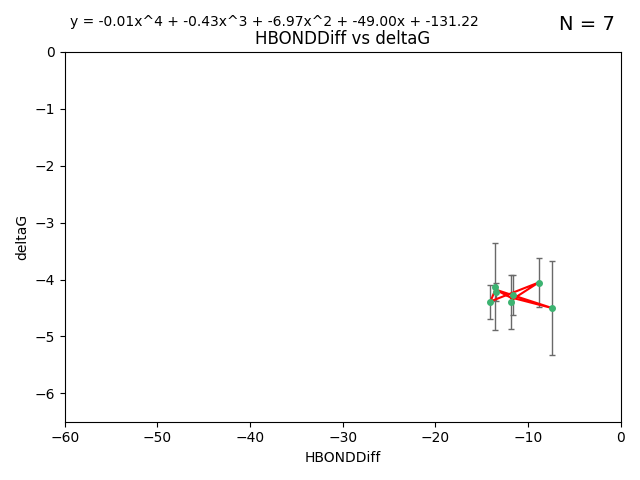 y = -0.01x^4 + -0.43x^3 + -6.97x^2 + -49.00x + -131.22
N = 7
HBONDDiff vs deltaG
0
−1
−2
−3
−4
−5
−6
deltaG
−60 −50 −40 −30 −20 −10 0
HBONDDiff